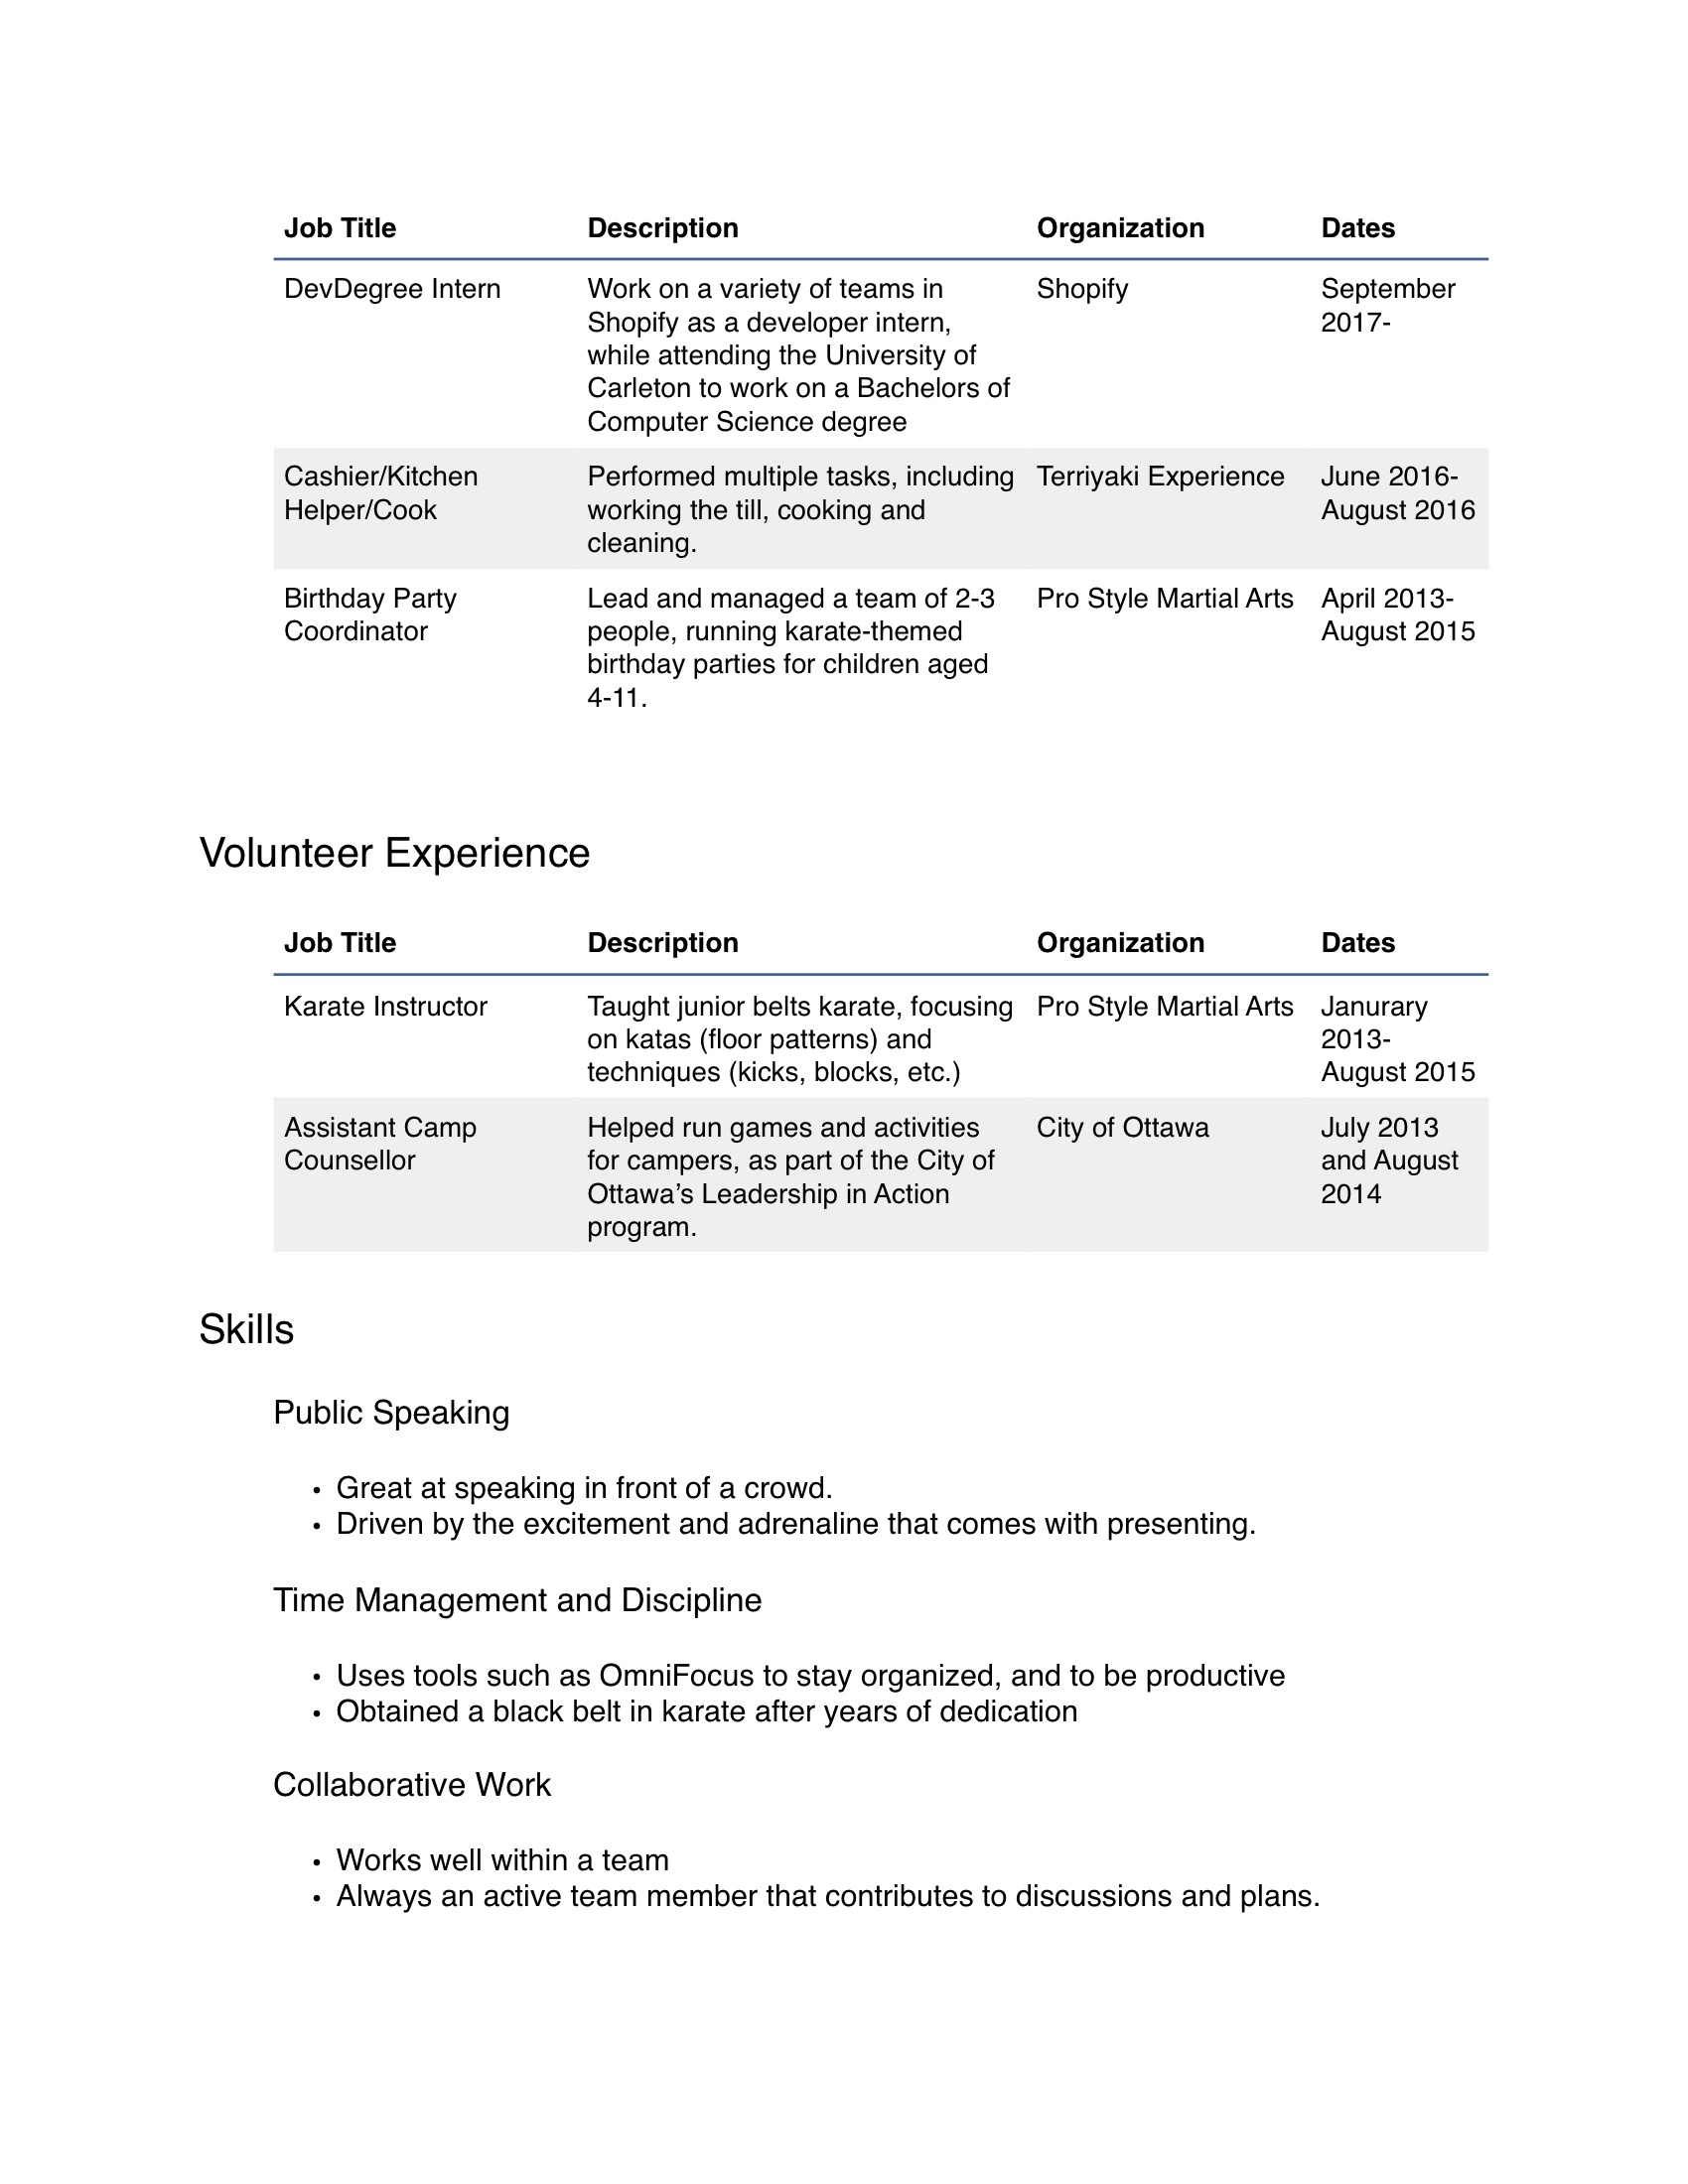 Job Title Description Organization Dates
DevDegree Intern Work on a variety of teams in Shopify September
Shopify as a developer intern, 2017-
while attending the University of
Carleton to work on a Bachelors of
Computer Science degree
Cashier/Kitchen Performed multiple tasks, including Terriyaki Experience June 2016-
Helper/Cook working the till, cooking and August 2016
cleaning.
Birthday Party Lead and managed a team of 2-3 Pro Style Martial Arts April 2013-
Coordinator people, running karate-themed August 2015
birthday parties for children aged
4-11.
Volunteer Experience
Job Title Description Organization Dates
Karate Instructor Taught junior belts karate, focusing Pro Style Martial Arts Janurary
on katas (floor patterns) and 2013-
techniques (kicks, blocks, etc.) August 2015
Assistant Camp Helped run games and activities City of Ottawa July 2013
Counsellor for campers, as part of the City of and August
Ottawa’s Leadership in Action 2014
program.
Skills
Public Speaking
• Great at speaking in front of a crowd.
• Driven by the excitement and adrenaline that comes with presenting.
Time Management and Discipline
• Uses tools such as OmniFocus to stay organized, and to be productive
• Obtained a black belt in karate after years of dedication
Collaborative Work
• Works well within a team
• Always an active team member that contributes to discussions and plans.